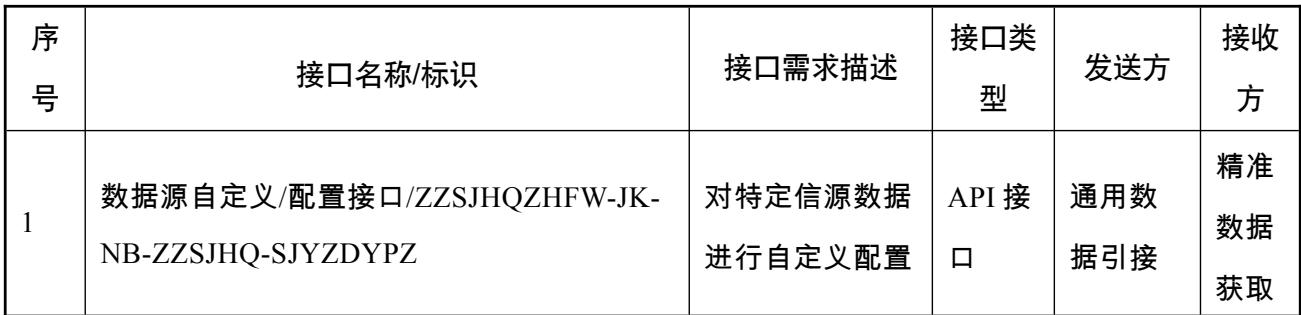 序号
接口名称/标识
接口需求描述
接口类型
发送方
接收方
1
数据源自定义/配置接口/ZZSJHQZHFW-JK-
NB-ZZSJHQ-SJYZDYPZ
对特定信源数据
进行自定义配置
API 接
口
通用数
据引接
精准
数据
获取